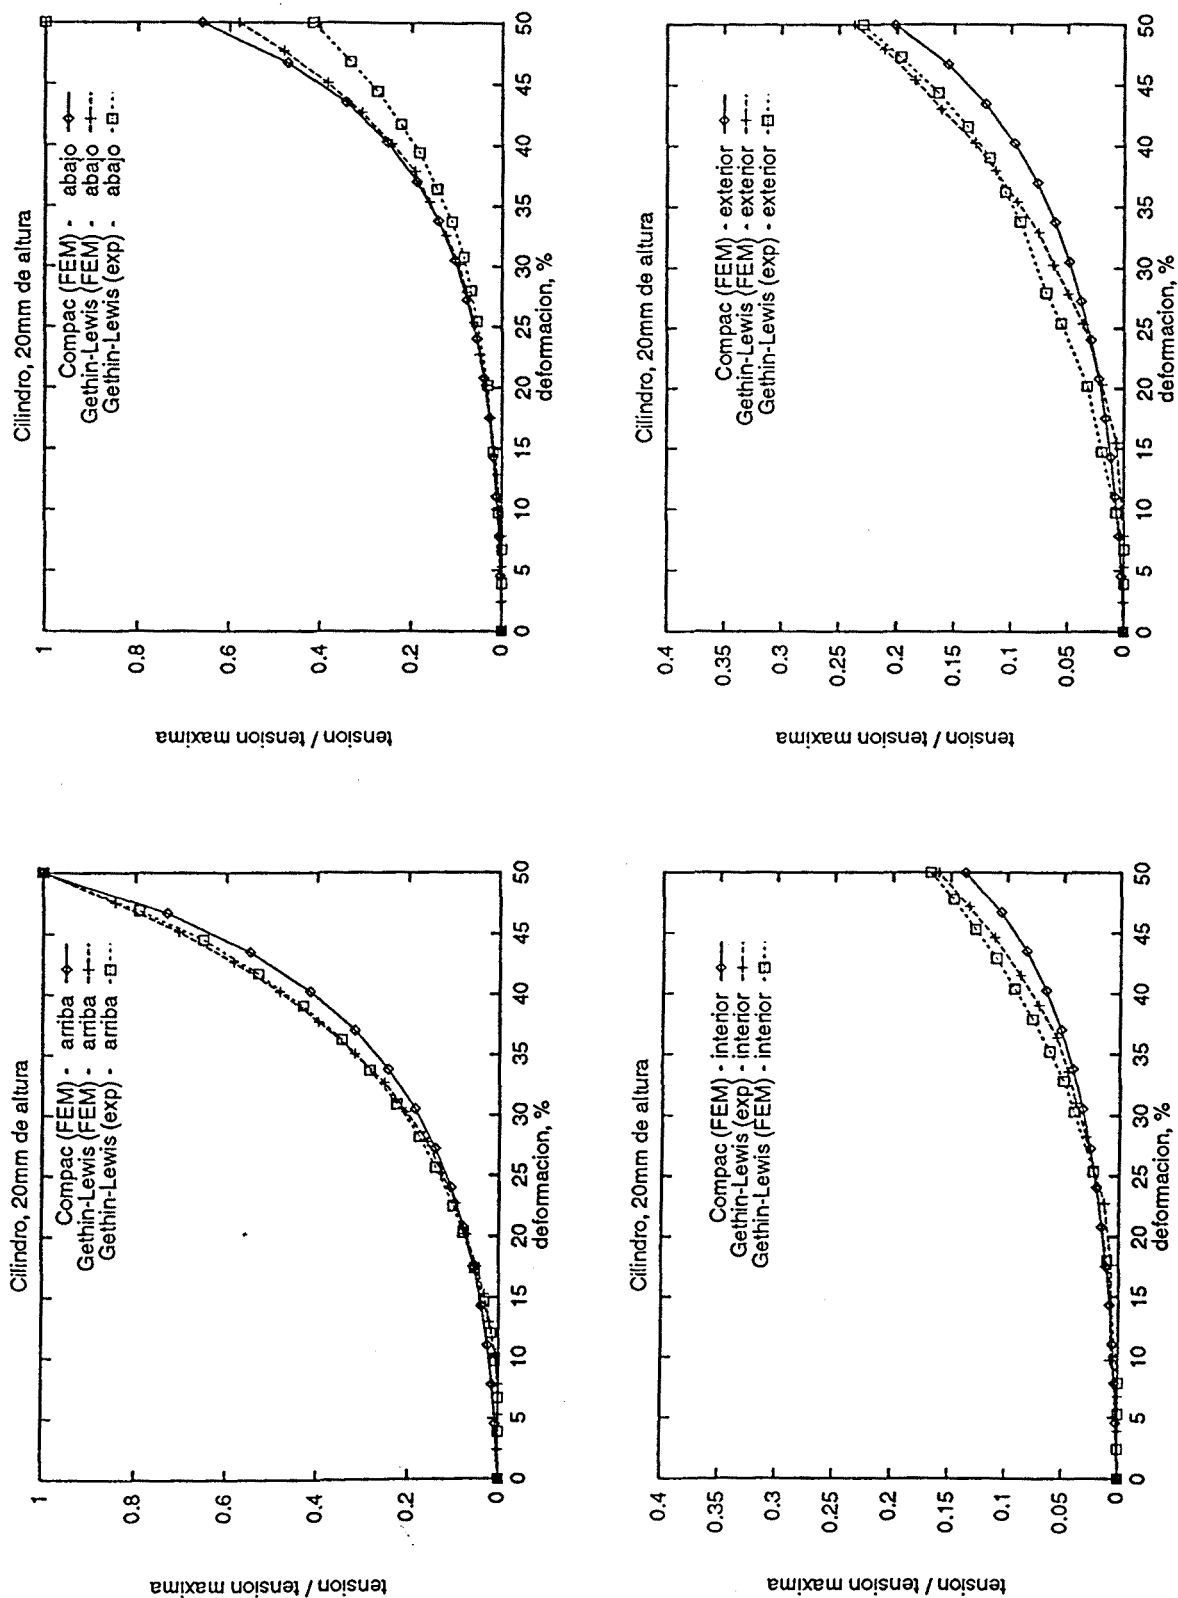 Cilindro, 20mm de altura
Compac (FEM) - arriba
Gethin-Lewis (FEM) - arriba
Gethin-Lewis (exp) - arriba
tension / tension maxima
1
0.8
0.6
0.4
0.2
0
0 5 10 15 20 25 30 35 40 45 50
deformacion, %
Cilindro, 20mm de altura
Compac (FEM) - abajo
Gethin-Lewis (FEM) - abajo
Gethin-Lewis (exp) - abajo
tension / tension maxima
1
0.8
0.6
0.4
0.2
0
0 5 10 15 20 25 30 35 40 45 50
deformacion, %
Cilindro, 20mm de altura
Compac (FEM) - interior
Gethin-Lewis (exp) - interior
Gethin-Lewis (FEM) - interior
tension / tension maxima
0.4
0.35
0.3
0.25
0.2
0.15
0.1
0.05
0
0 5 10 15 20 25 30 35 40 45 50
deformacion, %
Cilindro, 20mm de altura
Compac (FEM) - exterior
Gethin-Lewis (FEM) - exterior
Gethin-Lewis (exp) - exterior
tension / tension maxima
0.4
0.35
0.3
0.25
0.2
0.15
0.1
0.05
0
0 5 10 15 20 25 30 35 40 45 50
deformacion, %